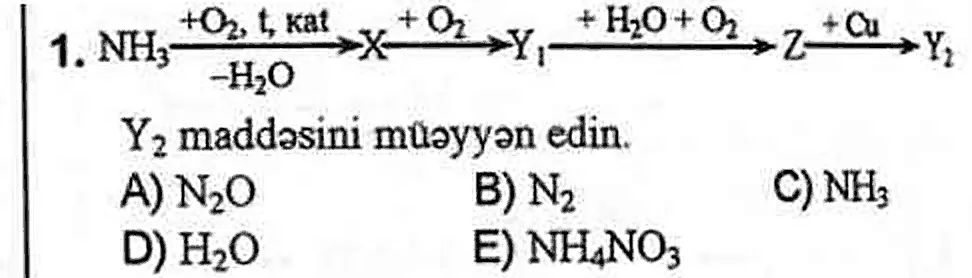 1. NH₃ +O₂, t, кat −H₂O → X + O₂ → Y₁ + H₂O + O₂ → Z + Cu → Y₂
Y₂ maddəsini müəyyən edin.
A) N₂O B) N₂ C) NH₃
D) H₂O E) NH₄NO₃